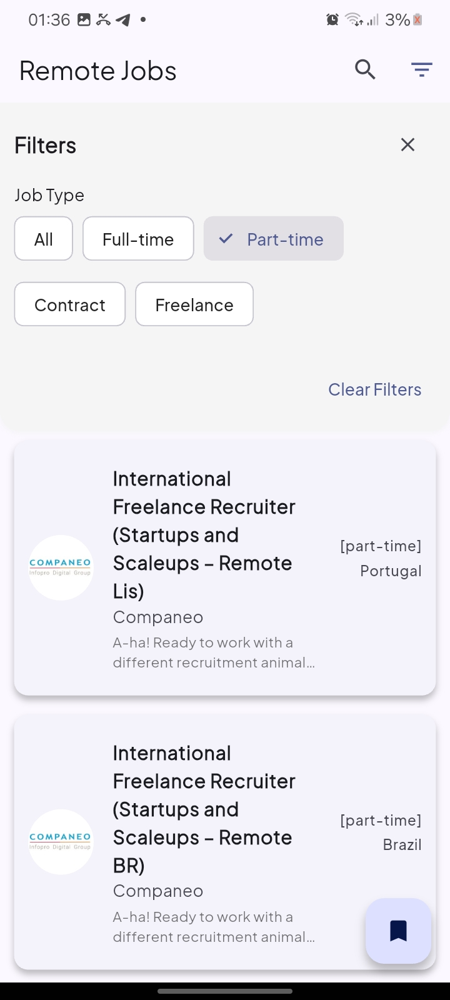 01:36
3%
Remote Jobs
Filters
Job Type
All
Full-time
Part-time
Contract
Freelance
Clear Filters
International
Freelance Recruiter
(Startups and
Scaleups – Remote
Lis)
Companeo
A-ha! Ready to work with a
different recruitment animal...
[part-time]
Portugal
COMPANEO
Infopro Digital Group
International
Freelance Recruiter
(Startups and
Scaleups – Remote
BR)
Companeo
A-ha! Ready to work with a
different recruitment animal...
[part-time]
Brazil
COMPANEO
Infopro Digital Group